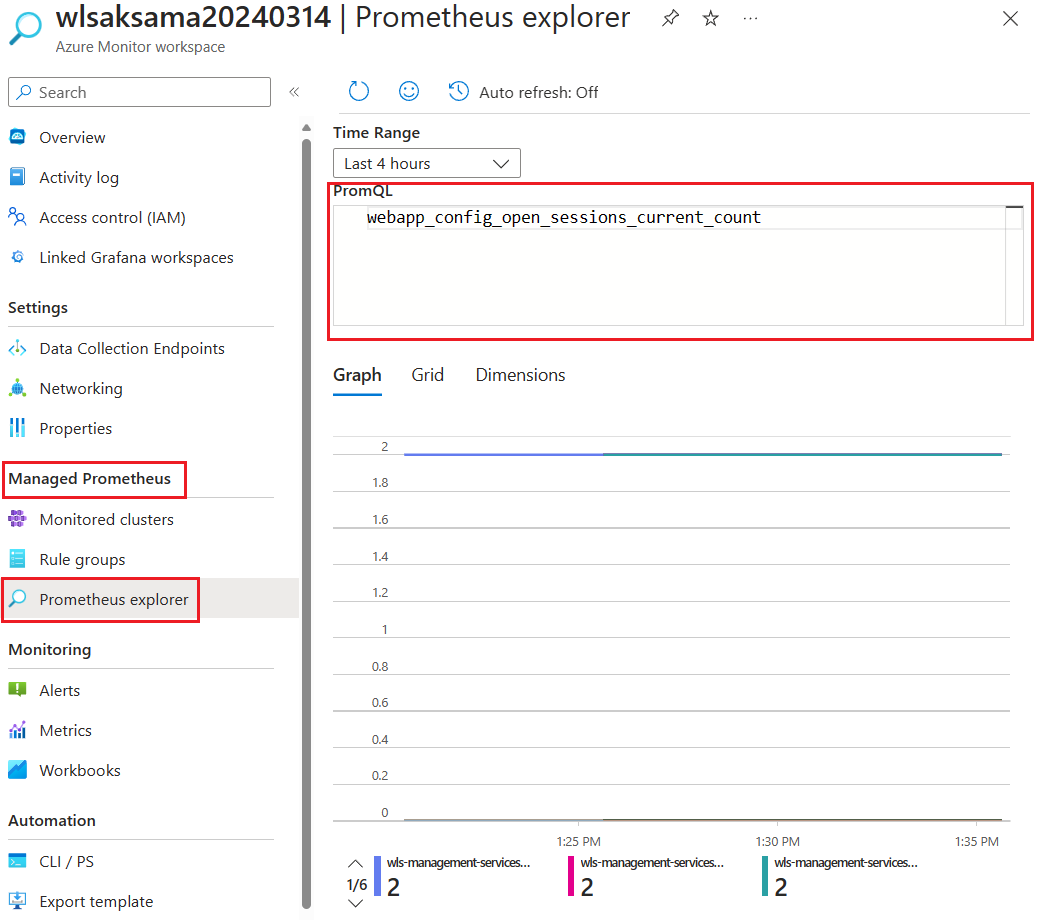 wlsaksama20240314 | Prometheus explorer ...
Azure Monitor workspace
Search
«
Overview
Activity log
Access control (IAM)
Linked Grafana workspaces
Settings
Data Collection Endpoints
Networking
Properties
Managed Prometheus
Monitored clusters
Rule groups
Prometheus explorer
Monitoring
Alerts
Metrics
Workbooks
Automation
CLI / PS
Export template
Auto refresh: Off
Time Range
Last 4 hours
PromQL
webapp_config_open_sessions_current_count
Graph Grid Dimensions
2
1.8
1.6
1.4
1.2
1
0.8
0.6
0.4
0.2
0
1:25 PM 1:30 PM 1:35 PM
1/6
wls-management-services...
2
wls-management-services...
2
wls-management-services...
2